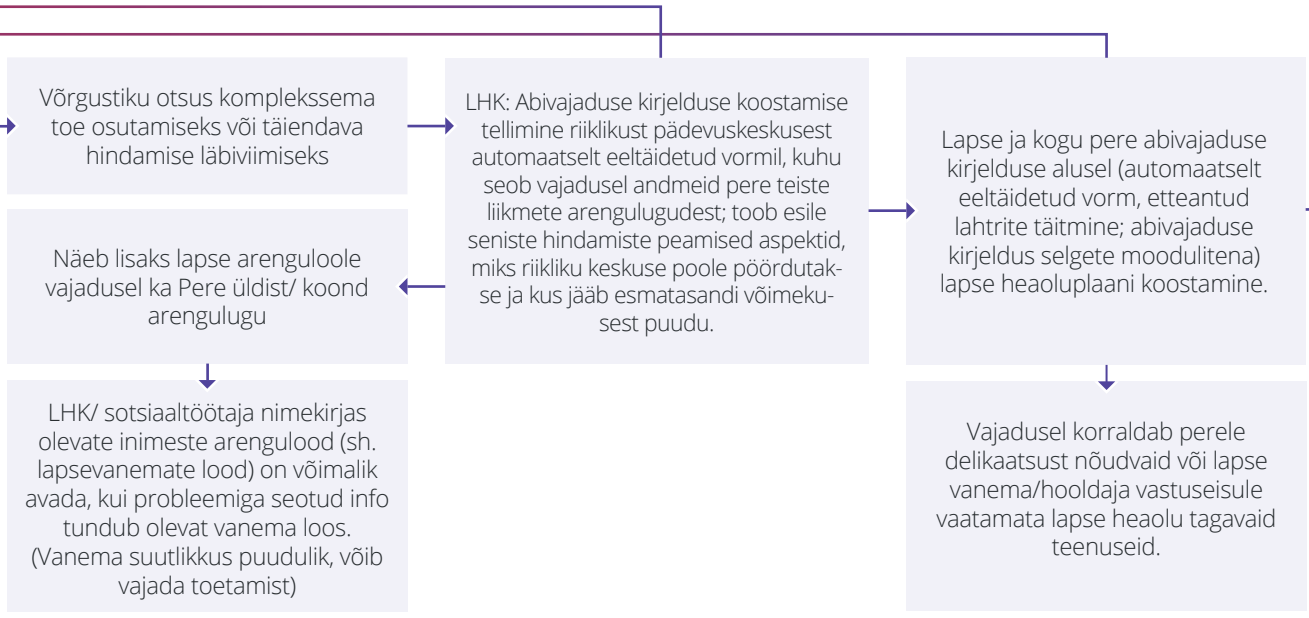 Võrgustiku otsus komplekssema
toe osutamiseks või täiendava
hindamise läbiviimiseks
LHK: Abivajaduse kirjelduse koostamise
tellimine riiklikust pädevuskeskusest
automaatselt eeltäidetud vormil, kuhu
seob vajadusel andmeid pere teiste
liikmete arengulugudest; toob esile
seniste hindamiste peamised aspektid,
miks riikliku keskuse poole pöördutak-
se ja kus jääb esmatasandi võimeku-
sest puudu.
Lapse ja kogu pere abivajaduse
kirjelduse alusel (automaatselt
eeltäidetud vorm, etteantud
lahtrite täitmine; abivajaduse
kirjeldus selgete moodulitena)
lapse heaoluplaani koostamine.
Näeb lisaks lapse arenguloole
vajadusel ka Pere üldist/ koond
arengulugu
LHK/ sotsiaaltöötaja nimekirjas
olevate inimeste arengulood (sh.
lapsevanemate lood) on võimalik
avada, kui probleemiga seotud info
tundub olevat vanema loos.
(Vanema suutlikkus puudulik, võib
vajada toetamist)
Vajadusel korraldab perele
delikaatsust nõudvaid või lapse
vanema/hooldaja vastuseisule
vaatamata lapse heaolu tagavaid
teenuseid.